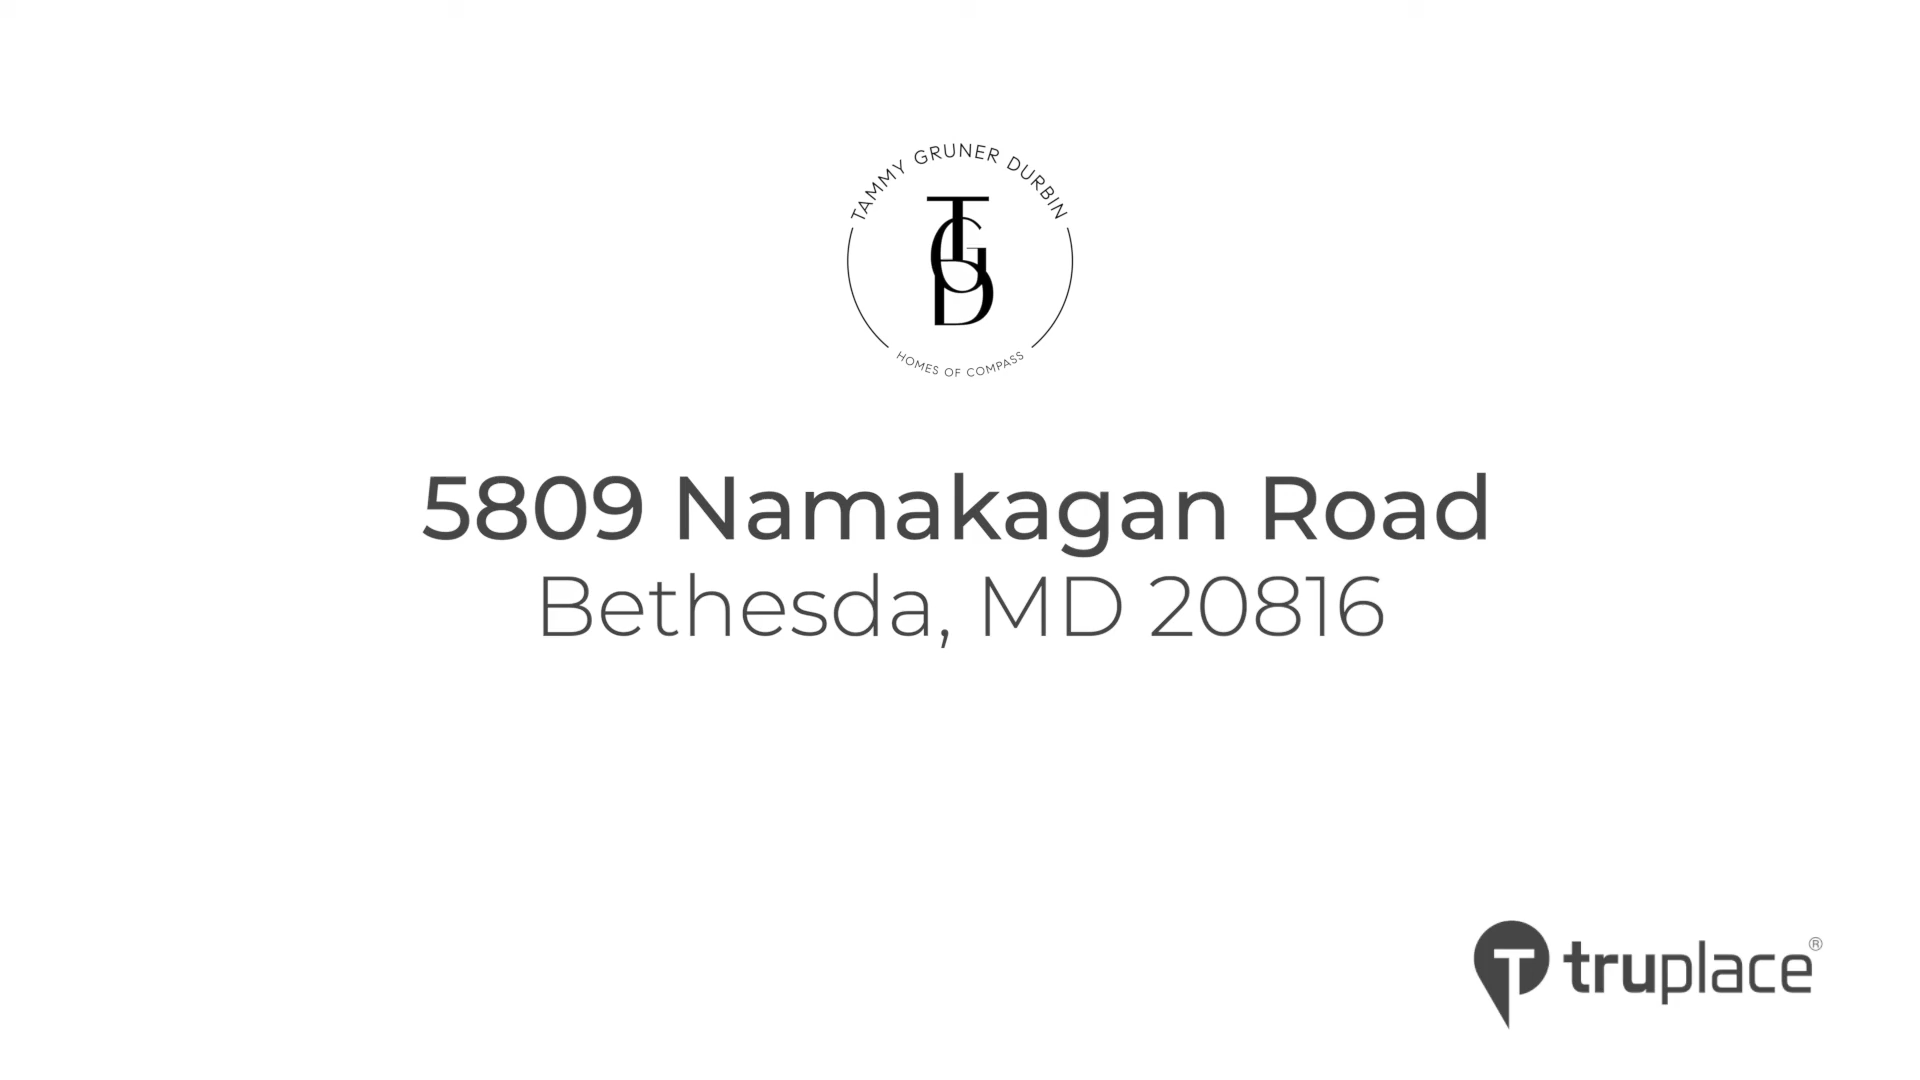 TAMMY GRUNER DURBIN
TGD
HOMES OF COMPASS
5809 Namakagan Road
Bethesda, MD 20816
T truplace®